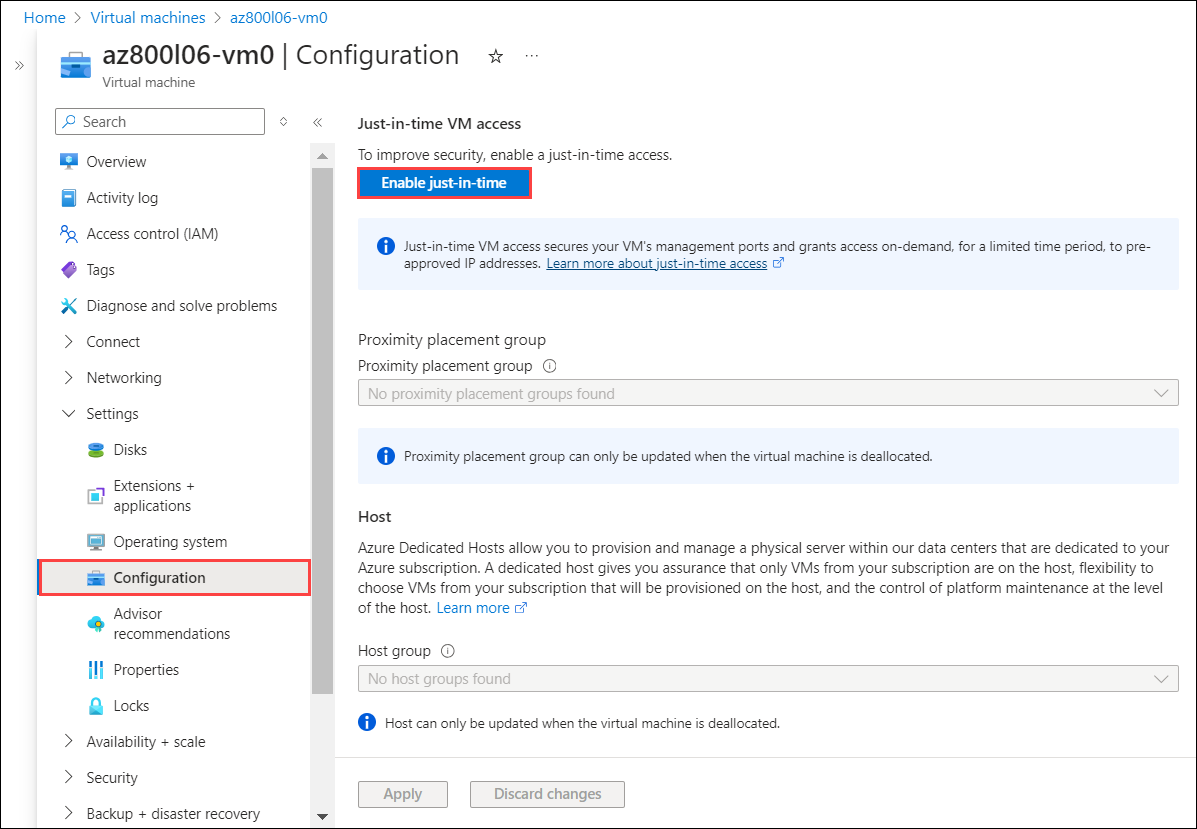 Home > Virtual machines > az800l06-vm0
az800l06-vm0 | Configuration
Virtual machine
Search
Overview
Activity log
Access control (IAM)
Tags
Diagnose and solve problems
Connect
Networking
Settings
Disks
Extensions +
applications
Operating system
Configuration
Advisor
recommendations
Properties
Locks
Availability + scale
Security
Backup + disaster recovery
Just-in-time VM access
To improve security, enable a just-in-time access.
Enable just-in-time
Just-in-time VM access secures your VM's management ports and grants access on-demand, for a limited time period, to pre-
approved IP addresses. Learn more about just-in-time access
Proximity placement group
Proximity placement group
No proximity placement groups found
Proximity placement group can only be updated when the virtual machine is deallocated.
Host
Azure Dedicated Hosts allow you to provision and manage a physical server within our data centers that are dedicated to your
Azure subscription. A dedicated host gives you assurance that only VMs from your subscription are on the host, flexibility to
choose VMs from your subscription that will be provisioned on the host, and the control of platform maintenance at the level
of the host. Learn more
Host group
No host groups found
Host can only be updated when the virtual machine is deallocated.
Apply
Discard changes